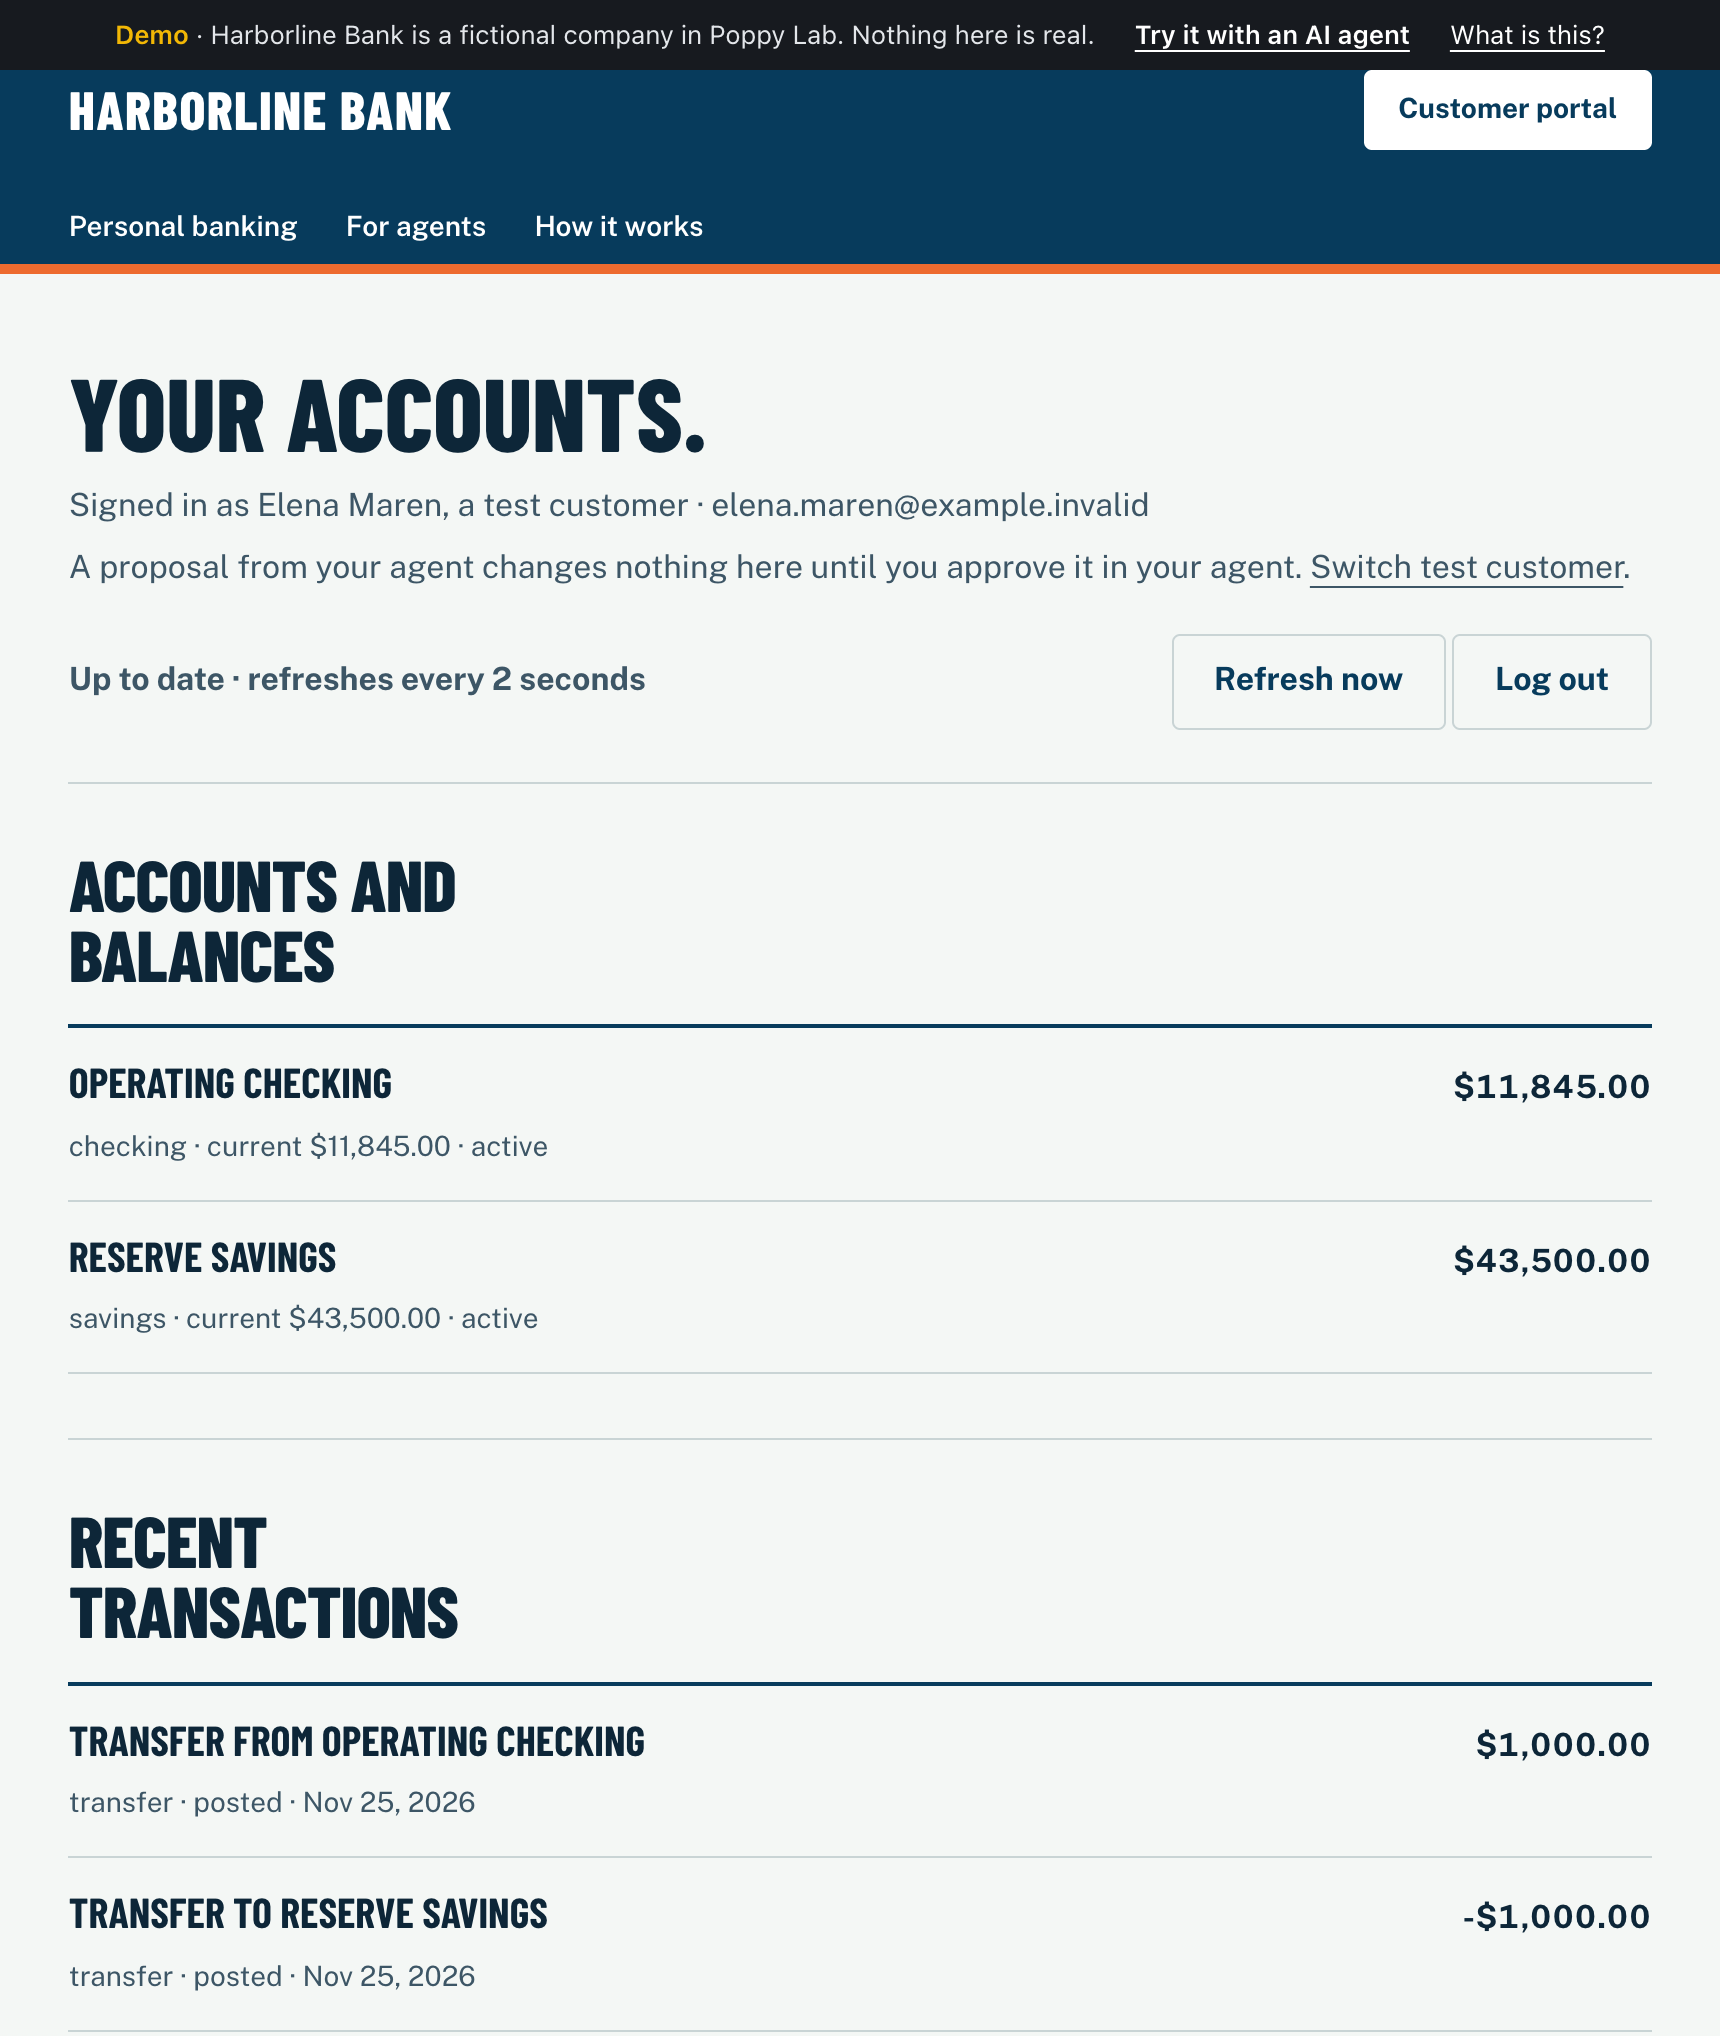 Demo · Harborline Bank is a fictional company in Poppy Lab. Nothing here is real. Try it with an AI agent What is this?
HARBORLINE BANK
Customer portal
Personal banking For agents How it works
YOUR ACCOUNTS.
Signed in as Elena Maren, a test customer · elena.maren@example.invalid
A proposal from your agent changes nothing here until you approve it in your agent. Switch test customer.
Up to date · refreshes every 2 seconds
Refresh now
Log out
ACCOUNTS AND
BALANCES
OPERATING CHECKING
$11,845.00
checking · current $11,845.00 · active
RESERVE SAVINGS
$43,500.00
savings · current $43,500.00 · active
RECENT
TRANSACTIONS
TRANSFER FROM OPERATING CHECKING
$1,000.00
transfer · posted · Nov 25, 2026
TRANSFER TO RESERVE SAVINGS
-$1,000.00
transfer · posted · Nov 25, 2026